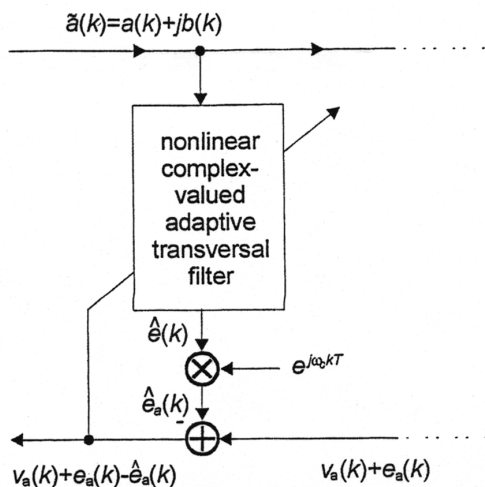 ã(k)=a(k)+jb(k)
nonlinear
complex-
valued
adaptive
transversal
filter
ê(k)
e^{jω₀kT}
ê_a(k)
-
v_a(k)+e_a(k)-ê_a(k)
v_a(k)+e_a(k)